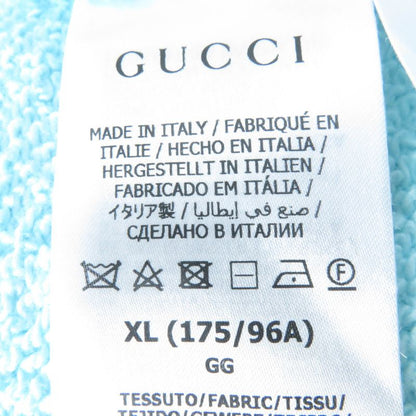 GUCCI
MADE IN ITALY / FABRIQUÉ EN
ITALIE / HECHO EN ITALIA /
HERGESTELLT IN ITALIEN /
FABRICADO EM ITÁLIA /
イタリア製 / صنع في إيطاليا /
СДЕЛАНО В ИТАЛИИ
F
XL (175/96A)
GG
TESSUTO/FABRIC/TISSU/